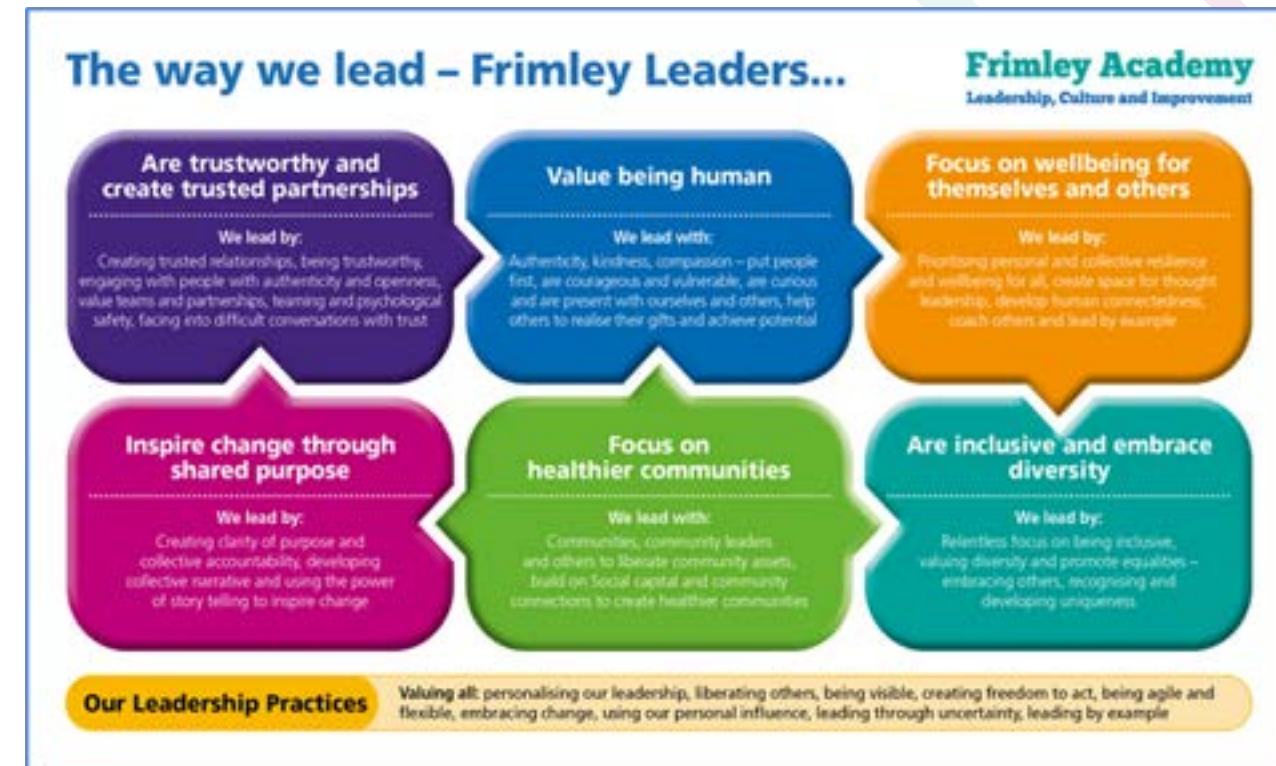 The way we lead – Frimley Leaders...
Frimley Academy
Leadership, Culture and Improvement
Are trustworthy and
create trusted partnerships
We lead by:
Creating trusted relationships, being trustworthy,
engaging with people with authenticity and openness,
value teams and partnerships, teaming and psychological
safety, facing into difficult conversations with trust
Value being human
We lead with:
Authenticity, kindness, compassion – put people
first, are courageous and vulnerable, are curious
and are present with ourselves and others, help
others to realise their gifts and achieve potential
Focus on wellbeing for
themselves and others
We lead by:
Prioritising personal and collective resilience
and wellbeing for all, create space for thought
leadership, develop human connectedness,
coach others and lead by example
Inspire change through
shared purpose
We lead by:
Creating clarity of purpose and
collective accountability, developing
collective narrative and using the power
of story telling to inspire change
Focus on
healthier communities
We lead with:
Communities, community leaders
and others to liberate community assets,
build on Social capital and community
connections to create healthier communities
Are inclusive and embrace
diversity
We lead by:
Relentless focus on being inclusive,
valuing diversity and promote equalities –
embracing others, recognising and
developing uniqueness
Our Leadership Practices
Valuing all: personalising our leadership, liberating others, being visible, creating freedom to act, being agile and
flexible, embracing change, using our personal influence, leading through uncertainty, leading by example